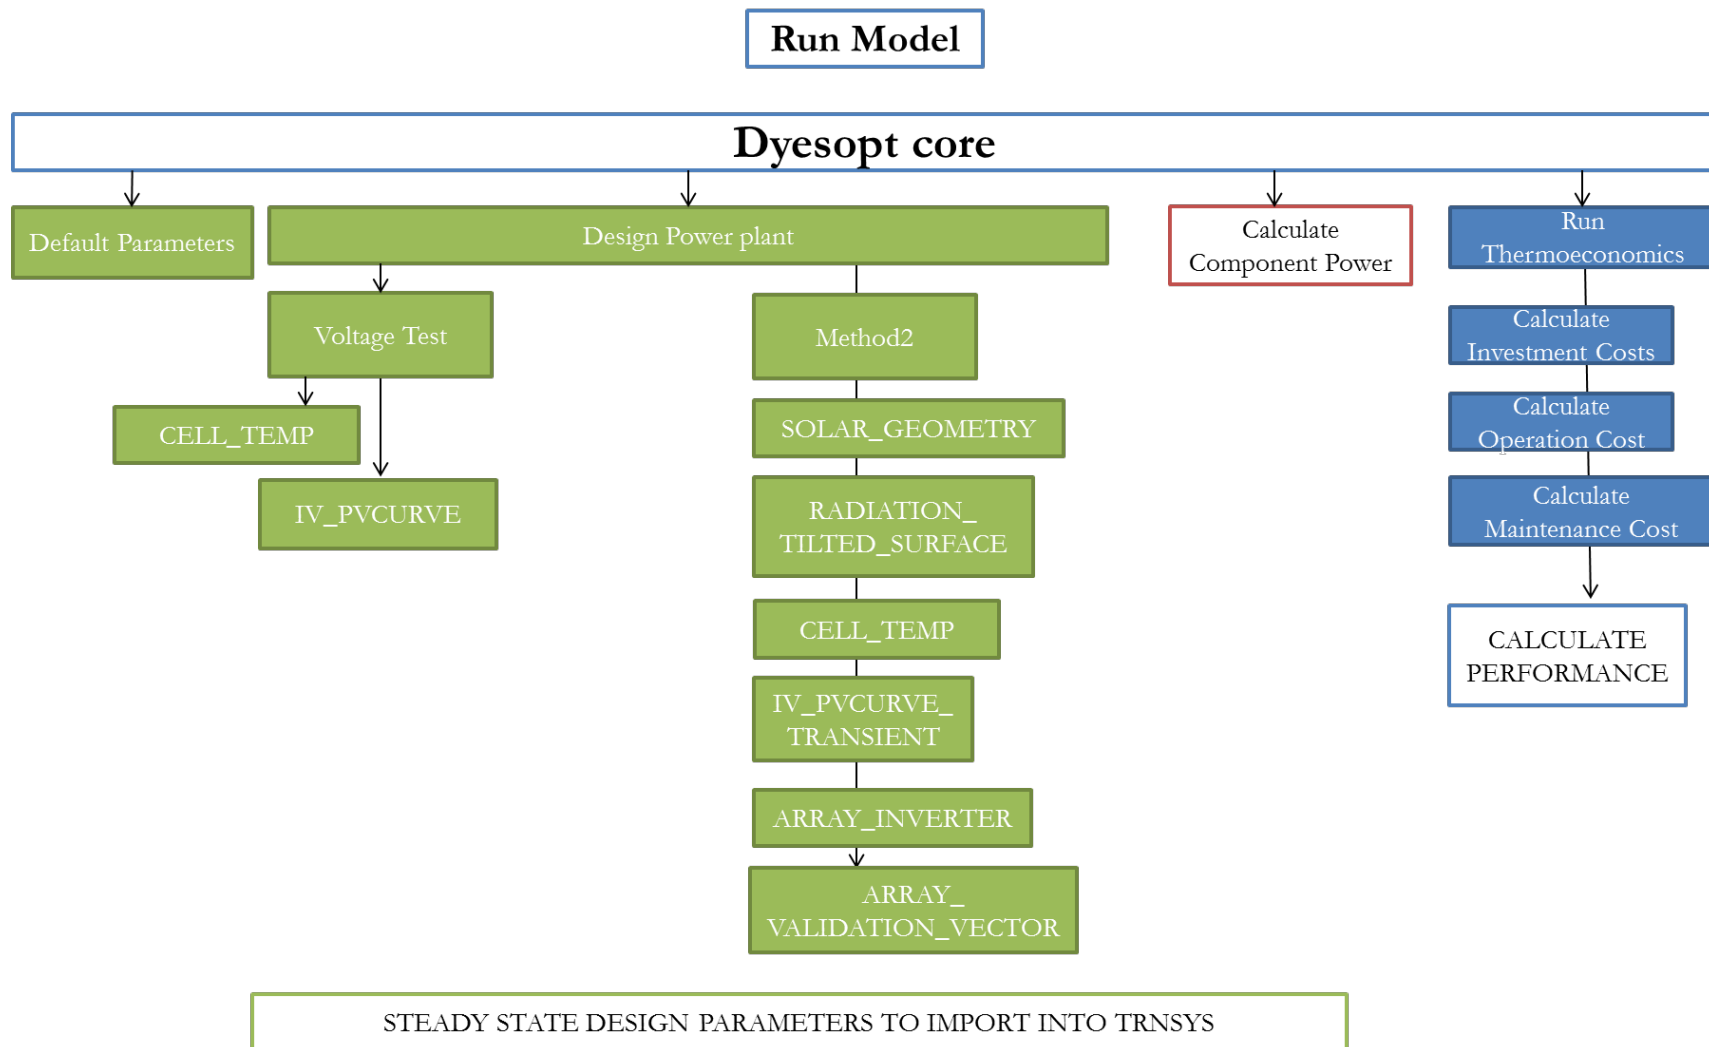 Run Model
Dyesopt core
Default Parameters
Design Power plant
Calculate
Component Power
Run
Thermoeconomics
Voltage Test
Method2
Calculate
Investment Costs
CELL_TEMP
SOLAR_GEOMETRY
Calculate
Operation Cost
IV_PVCURVE
RADIATION_
TILTED_SURFACE
Calculate
Maintenance Cost
CELL_TEMP
CALCULATE
PERFORMANCE
IV_PVCURVE_
TRANSIENT
ARRAY_INVERTER
ARRAY_
VALIDATION_VECTOR
STEADY STATE DESIGN PARAMETERS TO IMPORT INTO TRNSYS